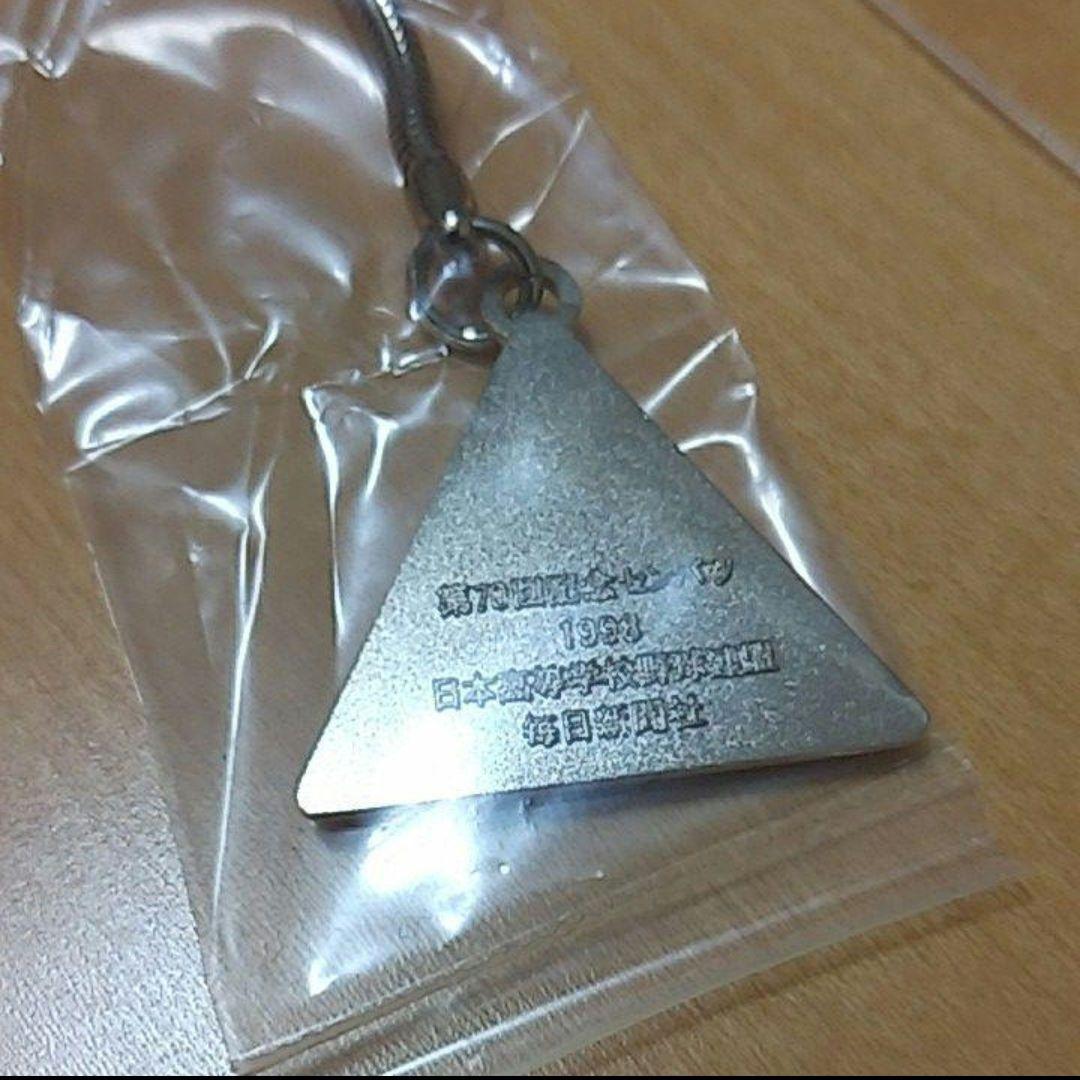 第70回記念センバツ
1998
日本高等学校野球連盟
毎日新聞社